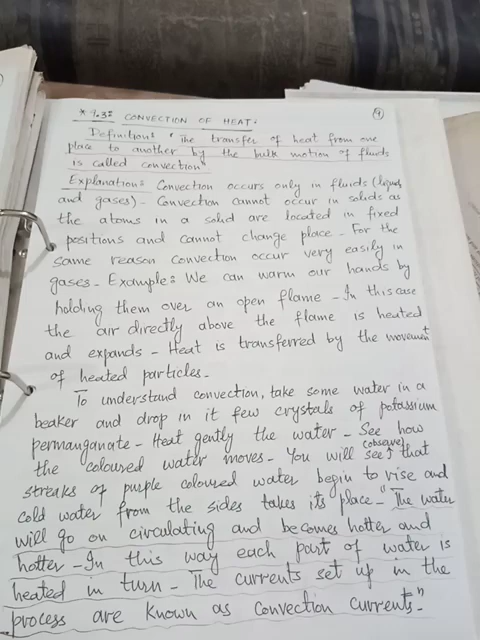 * 9.3: CONVECTION OF HEAT:
Definition: "The transfer of heat from one
place to another by the bulk motion of fluids
is called convection"
Explanation: Convection occurs only in fluids (liquids
and gases) - Convection cannot occur in solids as
the atoms in a solid are located in fixed
positions and cannot change place - For the
same reason convection occur very easily in
gases - Example: We can warm our hands by
holding them over an open flame - In this case
the air directly above the flame is heated
and expands - Heat is transferred by the movement
of heated particles -
To understand convection, take some water in a
beaker and drop in it few crystals of potassium
permanganate - Heat gently the water - See how
the coloured water moves - You will see (observe) that
streaks of purple coloured water begin to rise and
cold water from the sides takes its place - "The water
will go on circulating and becomes hotter and
hotter - In this way each part of water is
heated in turn - The currents set up in the
process are known as convection currents -"